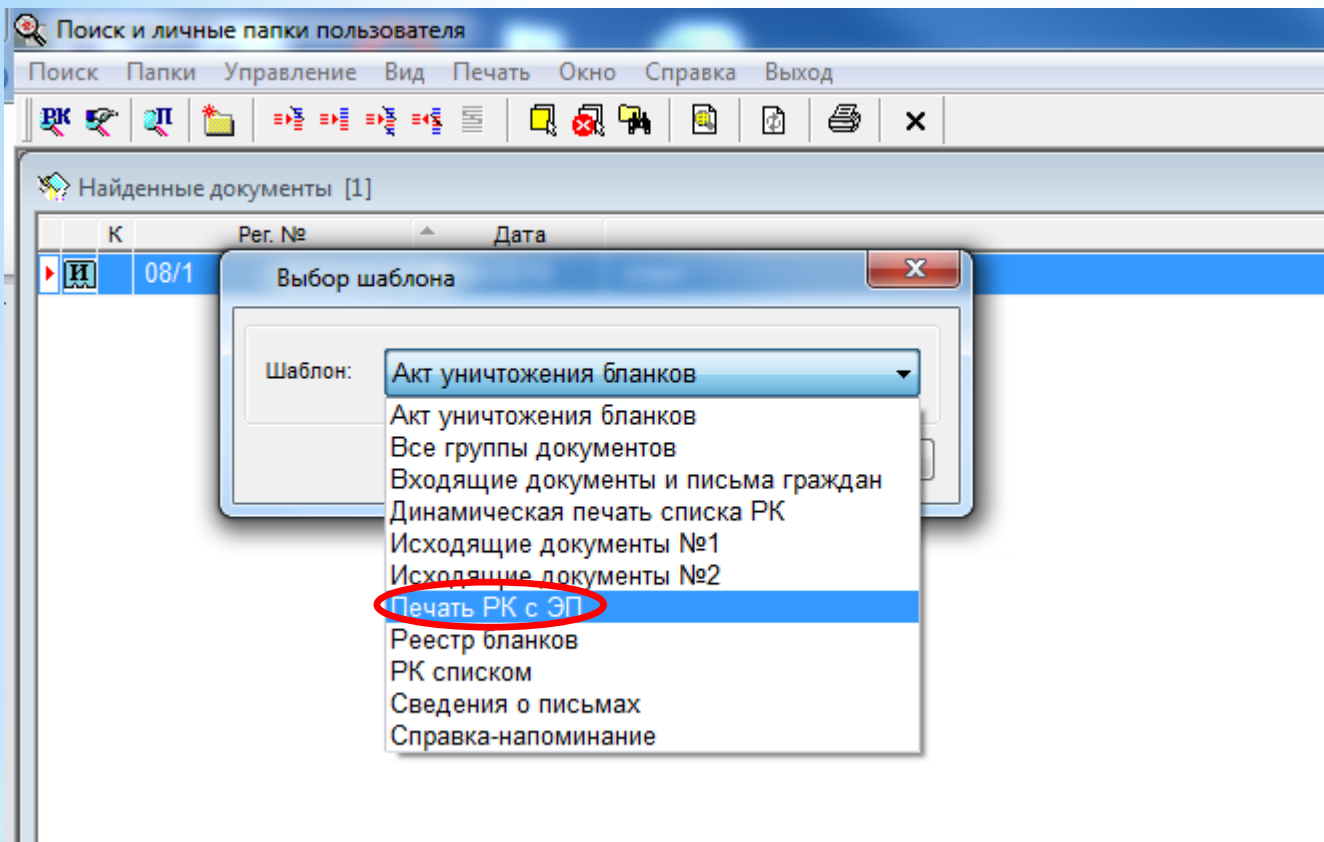 Поиск и личные папки пользователя
Поиск Папки Управление Вид Печать Окно Справка Выход
РК П
Найденные документы [1]
К Рег. № Дата
И 08/1
Выбор шаблона
Шаблон: Акт уничтожения бланков
Акт уничтожения бланков
Все группы документов
Входящие документы и письма граждан
Динамическая печать списка РК
Исходящие документы №1
Исходящие документы №2
Печать РК с ЭП
Реестр бланков
РК списком
Сведения о письмах
Справка-напоминание